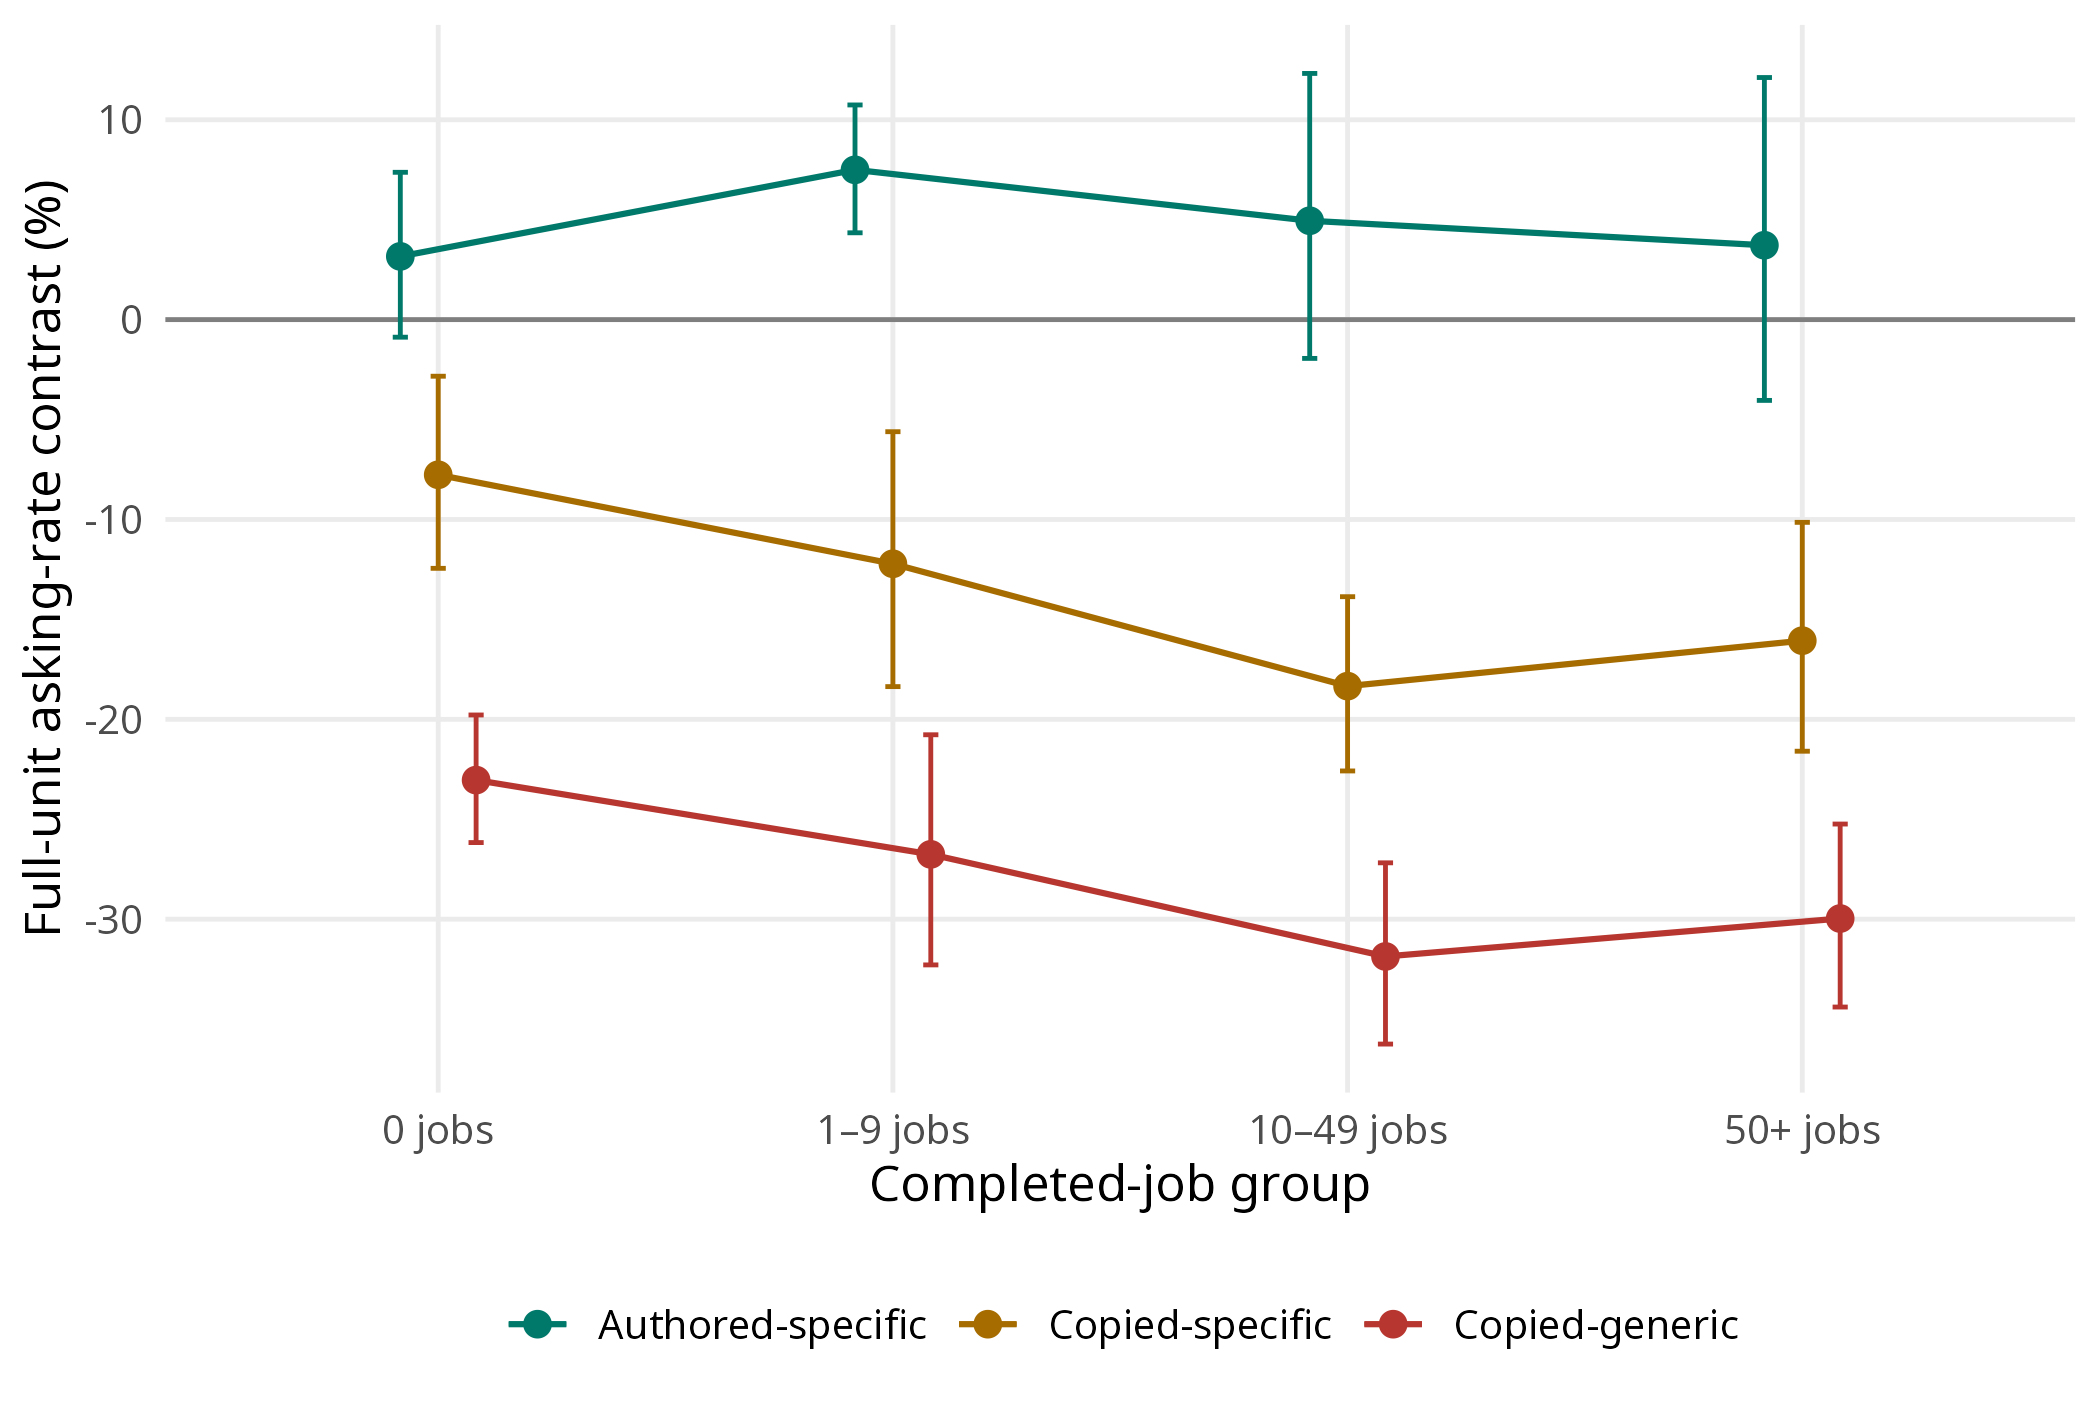 Full-unit asking-rate contrast (%)
10
0
-10
-20
-30
0 jobs
1–9 jobs
10–49 jobs
50+ jobs
Completed-job group
Authored-specific
Copied-specific
Copied-generic